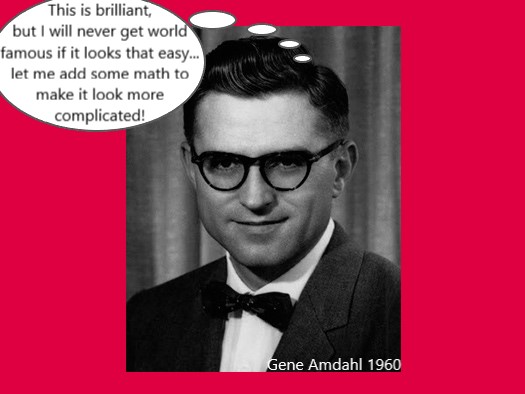 This is brilliant,
but I will never get world
famous if it looks that easy...
let me add some math to
make it look more
complicated!
Gene Amdahl 1960